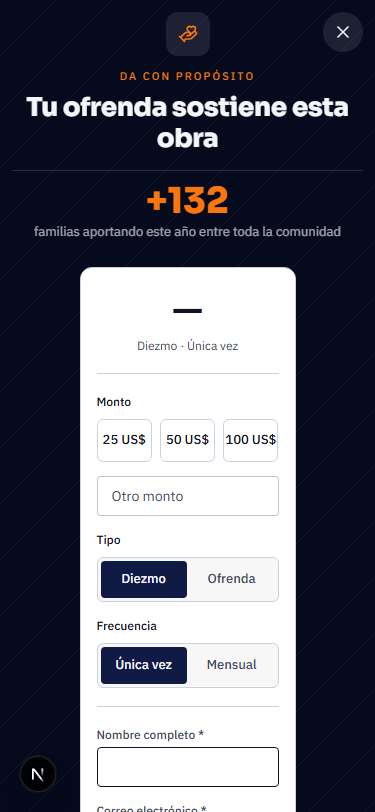 DA CON PROPÓSITO
Tu ofrenda sostiene esta
obra
+132
familias aportando este año entre toda la comunidad
—
Diezmo · Única vez
Monto
25 US$ 50 US$ 100 US$
Otro monto
Tipo
Diezmo Ofrenda
Frecuencia
Única vez Mensual
Nombre completo *
N
Correo electrónico *